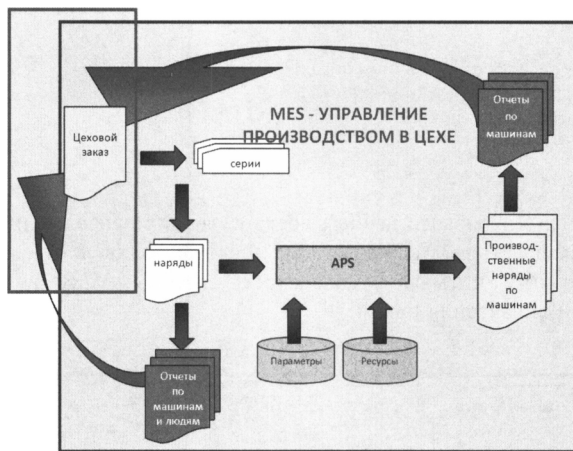 MES - УПРАВЛЕНИЕ
ПРОИЗВОДСТВОМ В ЦЕХЕ
Отчеты
по
машинам
Цеховой
заказ
серии
наряды
APS
Производ-
ственные
наряды
по
машинам
Параметры
Ресурсы
Отчеты
по
машинам
и людям